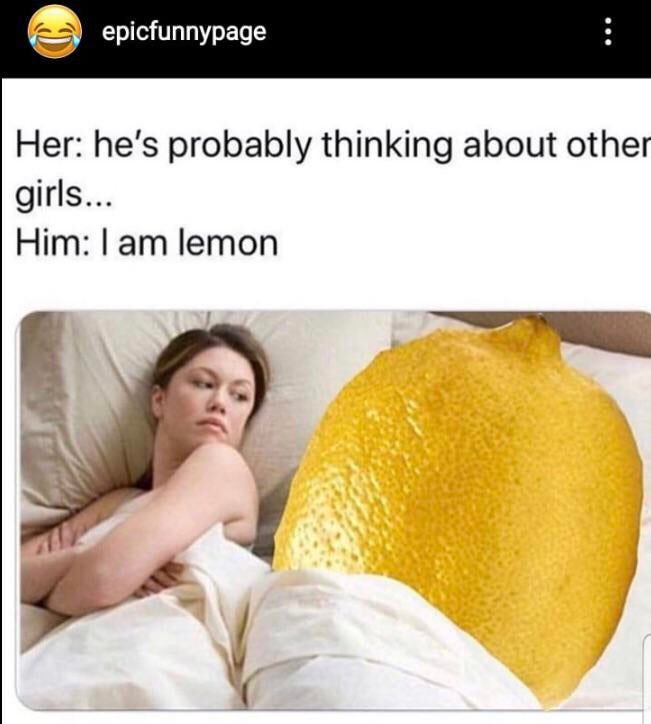 epicfunnypage
Her: he's probably thinking about other
girls...
Him: I am lemon